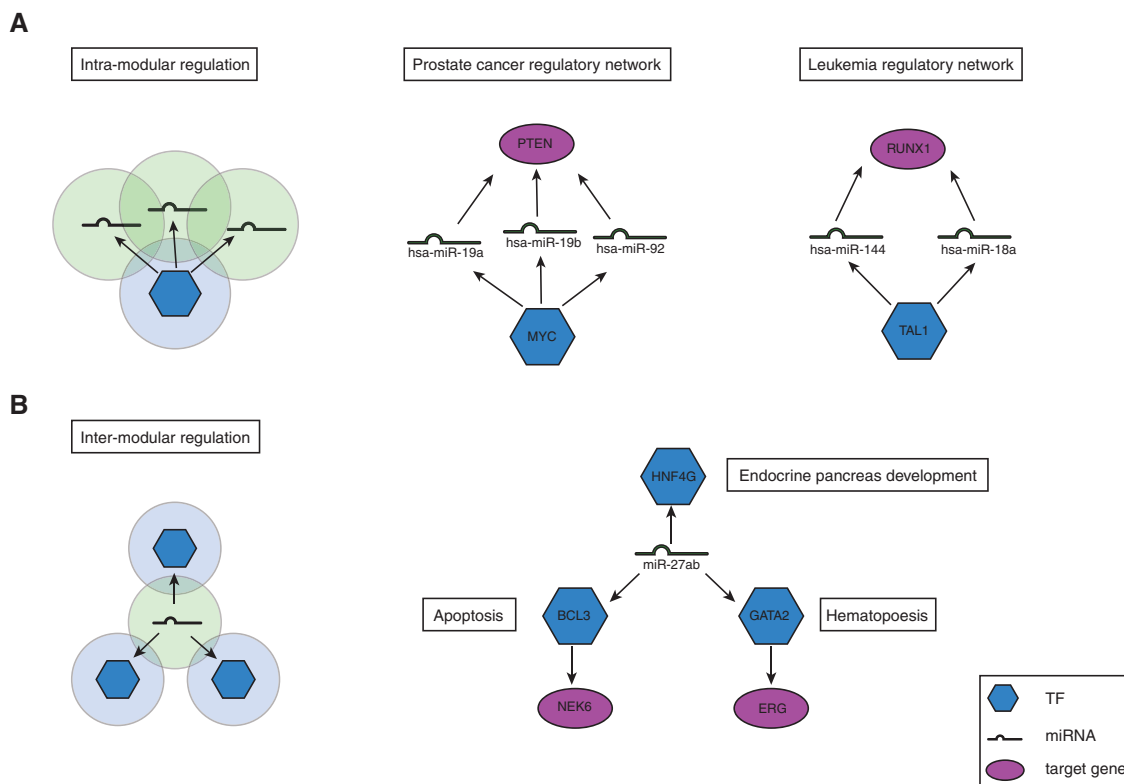 A
Intra-modular regulation
Prostate cancer regulatory network
Leukemia regulatory network
PTEN
RUNX1
hsa-miR-19a
hsa-miR-19b
hsa-miR-92
hsa-miR-144
hsa-miR-18a
MYC
TAL1
B
Inter-modular regulation
HNF4G
Endocrine pancreas development
miR-27ab
Apoptosis
BCL3
GATA2
Hematopoesis
NEK6
ERG
TF
miRNA
target gene